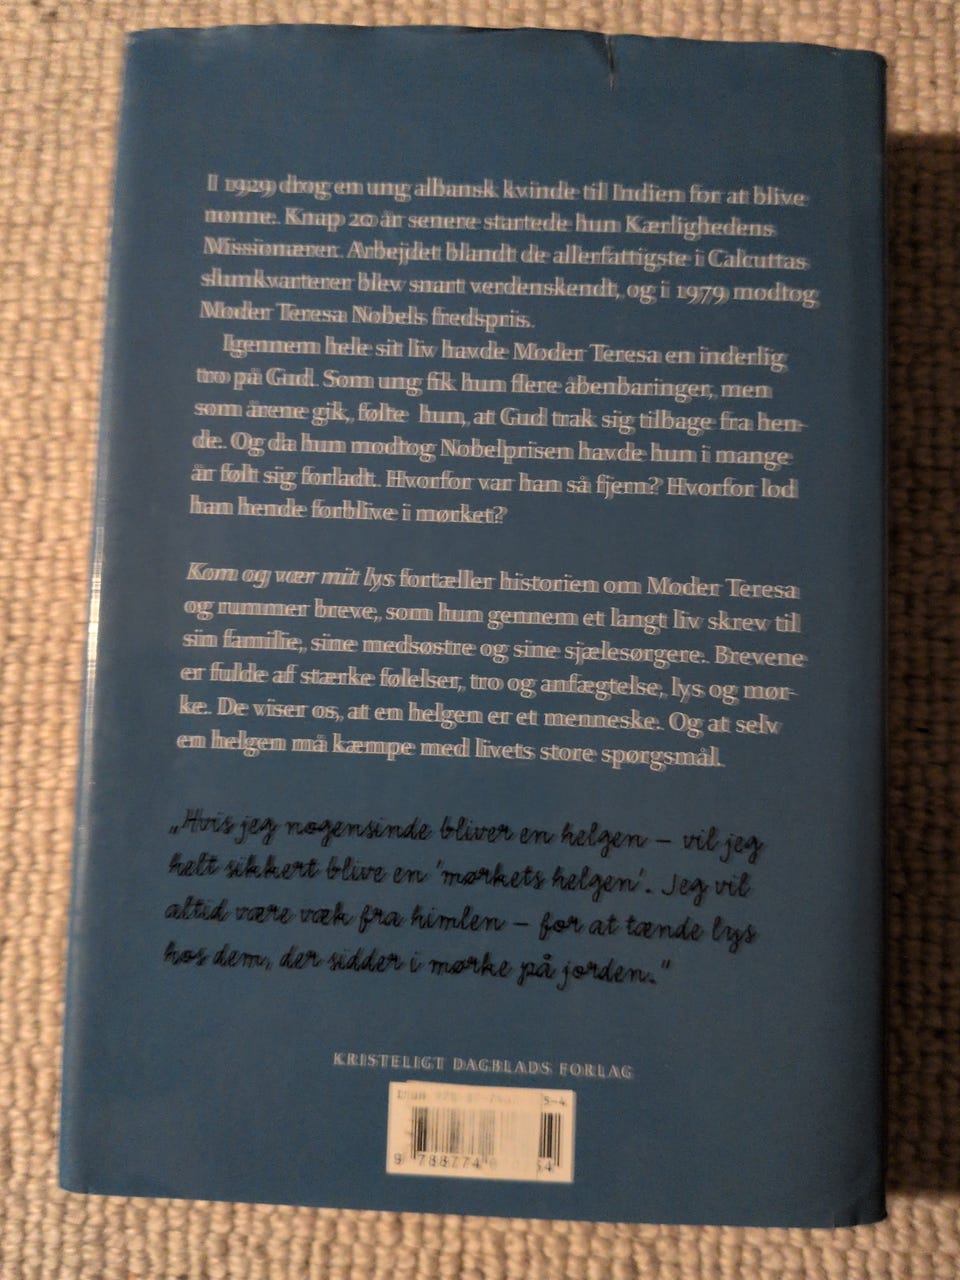 I 1929 drog en ung albansk kvinde til Indien for at blive
nonne. Knap 20 år senere startede hun Kærlighedens
Missionærer. Arbejdet blandt de allerfattigste i Calcuttas
slumkvarterer blev snart verdenskendt, og i 1979 modtog
Moder Teresa Nobels fredspris.
Igennem hele sit liv havde Moder Teresa en inderlig
tro på Gud. Som ung fik hun flere åbenbaringer, men
som årene gik, følte hun, at Gud trak sig tilbage fra hen-
de. Og da hun modtog Nobelprisen havde hun i mange
år følt sig forladt. Hvorfor var han så fjern? Hvorfor lod
han hende forblive i mørket?
Kom og vær mit lys fortæller historien om Moder Teresa
og rummer breve, som hun gennem et langt liv skrev til
sin familie, sine medsøstre og sine sjælesørgere. Brevene
er fulde af stærke følelser, tro og anfægtelse, lys og mør-
ke. De viser os, at en helgen er et menneske. Og at selv
en helgen må kæmpe med livets store spørgsmål.
„Hvis jeg nogensinde bliver en helgen – vil jeg
helt sikkert blive en 'mørkets helgen'. Jeg vil
altid være væk fra himlen – for at tænde lys
hos dem, der sidder i mørke på jorden."
KRISTELIGT DAGBLADS FORLAG
5-4
9 788774